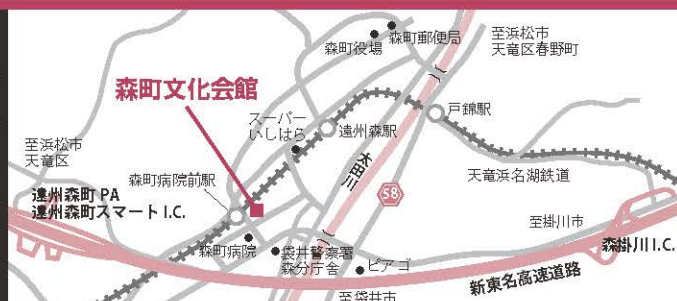 森町役場
森町郵便局
至浜松市
天竜区春野町
森町文化会館
戸綿駅
スーパー
いしはら
遠州森駅
至浜松市
天竜区
太田川
58
天竜浜名湖鉄道
森町病院前駅
遠州森町 PA
遠州森町スマート I.C.
至掛川市
森町病院
袋井警察署
森分庁舎
ピアゴ
森掛川 I.C.
新東名高速道路
至袋井市